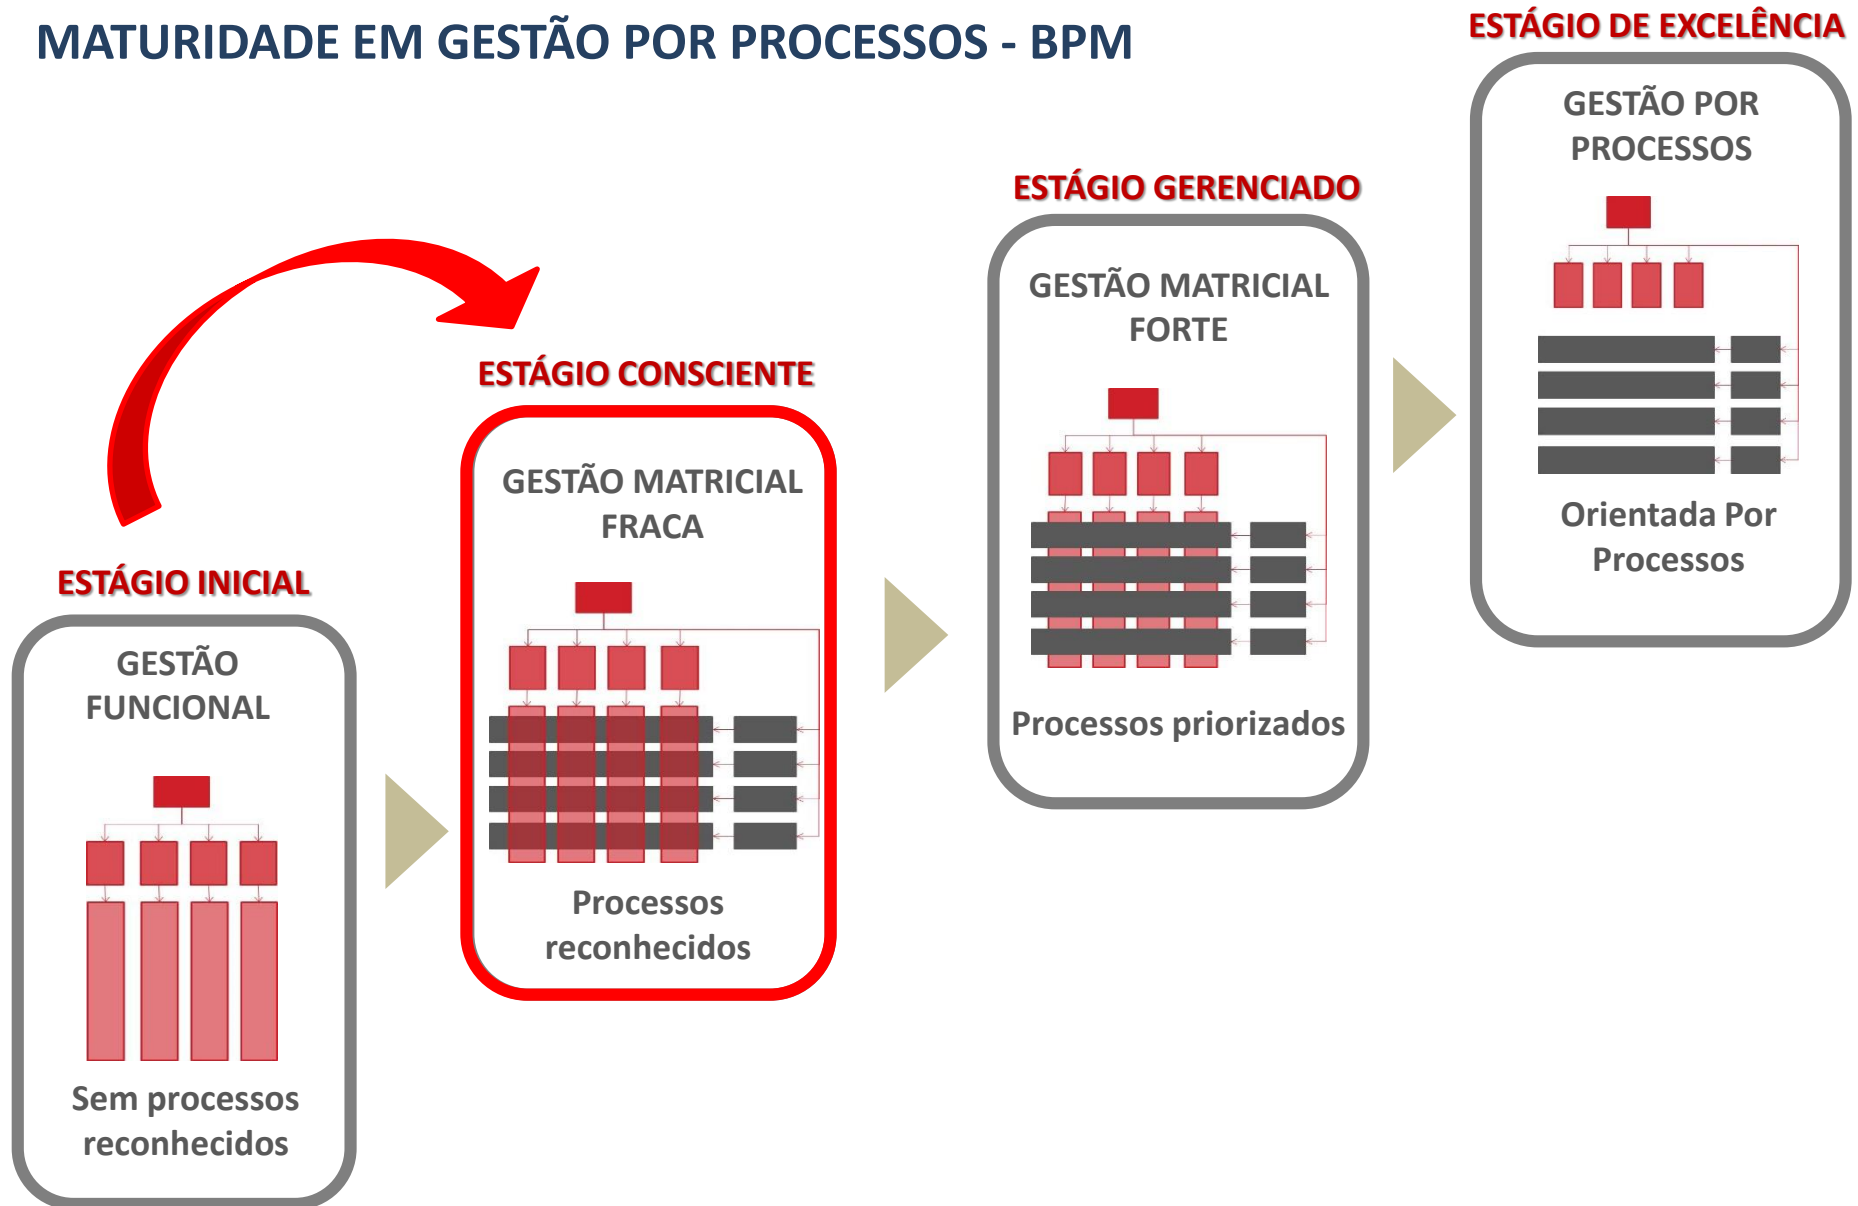 MATURIDADE EM GESTÃO POR PROCESSOS - BPM
ESTÁGIO INICIAL
GESTÃO
FUNCIONAL
Sem processos
reconhecidos
ESTÁGIO CONSCIENTE
GESTÃO MATRICIAL
FRACA
Processos
reconhecidos
ESTÁGIO GERENCIADO
GESTÃO MATRICIAL
FORTE
Processos priorizados
ESTÁGIO DE EXCELÊNCIA
GESTÃO POR
PROCESSOS
Orientada Por
Processos